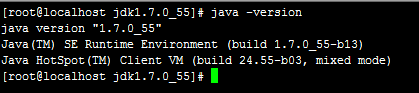 [root@localhost jdk1.7.0_55]# java -version
java version "1.7.0_55"
Java(TM) SE Runtime Environment (build 1.7.0_55-b13)
Java HotSpot(TM) Client VM (build 24.55-b03, mixed mode)
[root@localhost jdk1.7.0_55]#